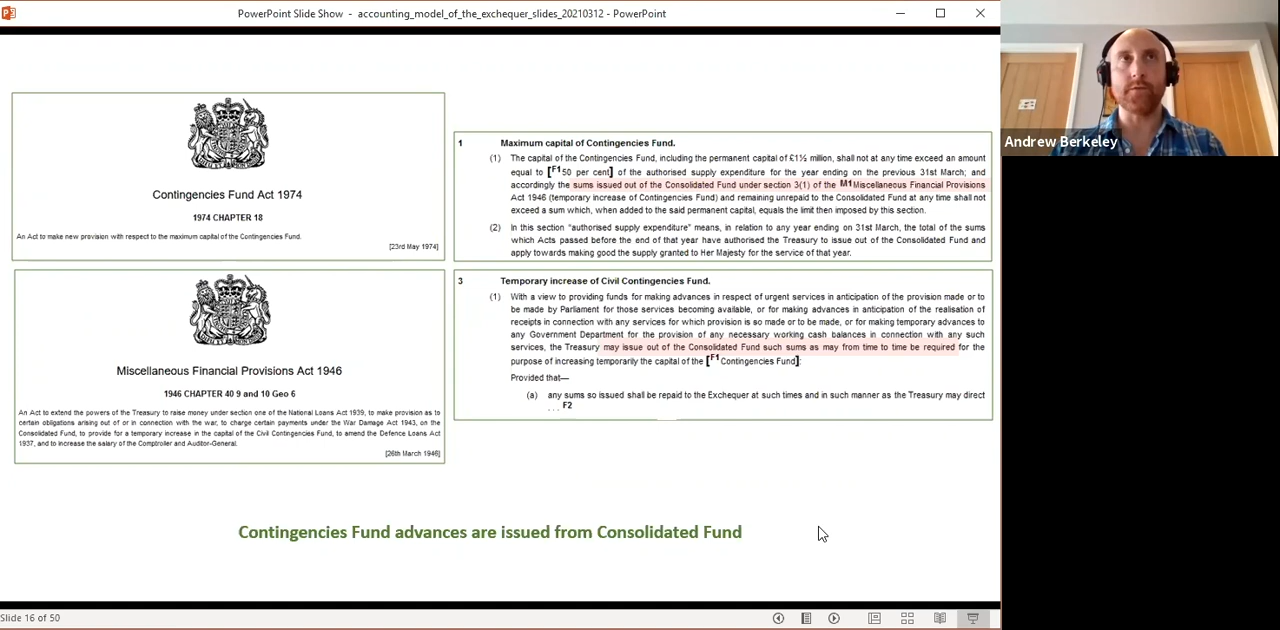 PowerPoint Slide Show - accounting_model_of_the_exchequer_slides_20210312 - PowerPoint
Andrew Berkeley
Contingencies Fund Act 1974
1974 CHAPTER 18
An Act to make new provision with respect to the maximum capital of the Contingencies Fund.
[23rd May 1974]
1 Maximum capital of Contingencies Fund.
(1) The capital of the Contingencies Fund, including the permanent capital of £1½ million, shall not at any time exceed an amount
equal to [F1 50 per cent] of the authorised supply expenditure for the year ending on the previous 31st March; and
accordingly the sums issued out of the Consolidated Fund under section 3(1) of the M1Miscellaneous Financial Provisions
Act 1946 (temporary increase of Contingencies Fund) and remaining unrepaid to the Consolidated Fund at any time shall not
exceed a sum which, when added to the said permanent capital, equals the limit then imposed by this section.
(2) In this section "authorised supply expenditure" means, in relation to any year ending on 31st March, the total of the sums
which Acts passed before the end of that year have authorised the Treasury to issue out of the Consolidated Fund and
apply towards making good the supply granted to Her Majesty for the service of that year.
Miscellaneous Financial Provisions Act 1946
1946 CHAPTER 40 9 and 10 Geo 6
An Act to extend the powers of the Treasury to raise money under section one of the National Loans Act 1939, to make provision as to
certain obligations arising out of or in connection with the war, to charge certain payments under the War Damage Act 1943, on the
Consolidated Fund, to provide for a temporary increase in the capital of the Civil Contingencies Fund, to amend the Defence Loans Act
1937, and to increase the salary of the Comptroller and Auditor-General.
[26th March 1946]
3 Temporary increase of Civil Contingencies Fund.
(1) With a view to providing funds for making advances in respect of urgent services in anticipation of the provision made or to
be made by Parliament for those services becoming available, or for making advances in anticipation of the realisation of
receipts in connection with any services for which provision is so made or to be made, or for making temporary advances to
any Government Department for the provision of any necessary working cash balances in connection with any such
services, the Treasury may issue out of the Consolidated Fund such sums as may from time to time be required for the
purpose of increasing temporarily the capital of the [F1 Contingencies Fund]:
Provided that—
(a) any sums so issued shall be repaid to the Exchequer at such times and in such manner as the Treasury may direct
. . . F2
Contingencies Fund advances are issued from Consolidated Fund
Slide 16 of 50